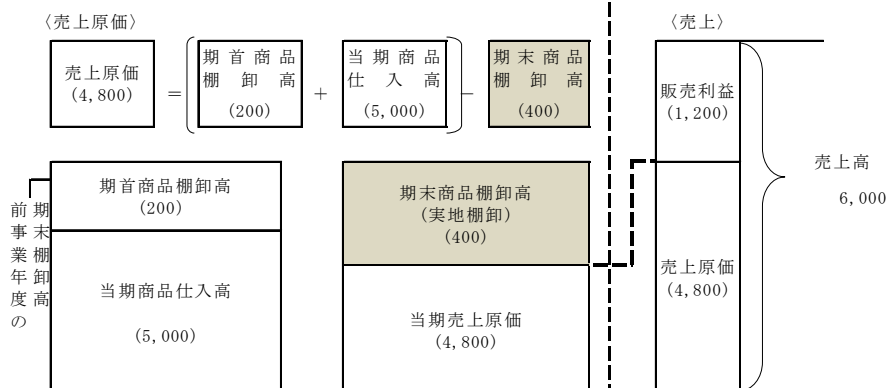 〈売上原価〉
売上原価
(4,800)
=
期首商品
棚卸高
(200)
+
当期商品
仕入高
(5,000)
−
期末商品
棚卸高
(400)
期首商品棚卸高
(200)
前事業年度の
期末棚卸高
当期商品仕入高
(5,000)
期末商品棚卸高
(実地棚卸)
(400)
当期売上原価
(4,800)
〈売上〉
販売利益
(1,200)
売上原価
(4,800)
売上高
6,000